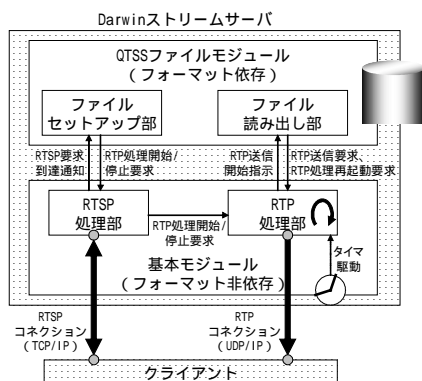 Darwinストリームサーバ
QTSSファイルモジュール
（フォーマット依存）
ファイル
セットアップ部
ファイル
読み出し部
RTSP要求
到達通知
RTP処理開始/
停止要求
RTP送信
開始指示
RTP送信要求、
RTP処理再起動要求
RTSP
処理部
RTP処理開始/
停止要求
RTP
処理部
基本モジュール
（フォーマット非依存）
タイマ
駆動
RTSP
コネクション
（TCP/IP）
RTP
コネクション
（UDP/IP）
クライアント